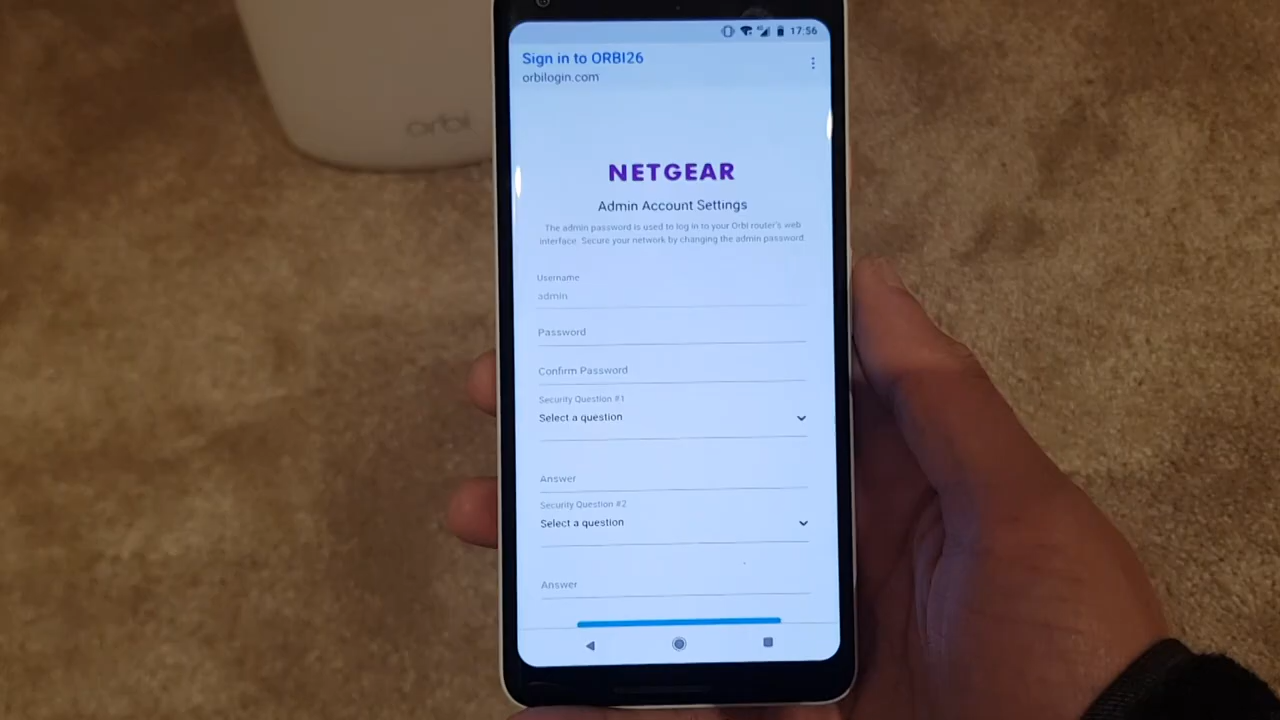 17:56
Sign in to ORBI26
orbilogin.com
orbi
NETGEAR
Admin Account Settings
The admin password is used to log in to your Orbi router's web
interface. Secure your network by changing the admin password.
Username
admin
Password
Confirm Password
Security Question #1
Select a question
Answer
Security Question #2
Select a question
Answer